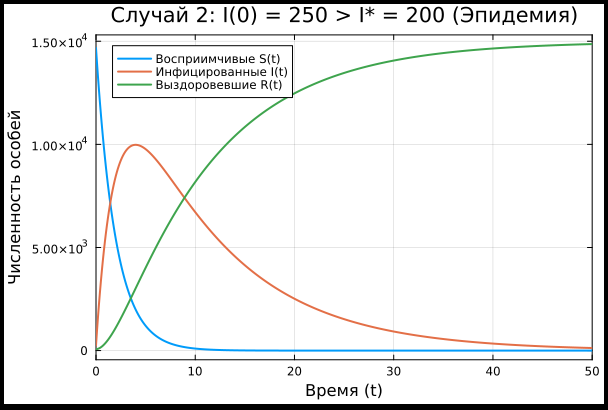 Случай 2: I(0) = 250 > I* = 200 (Эпидемия)
Численность особей
1.50×10⁴
1.00×10⁴
5.00×10³
0
Восприимчивые S(t)
Инфицированные I(t)
Выздоровевшие R(t)
0 10 20 30 40 50
Время (t)